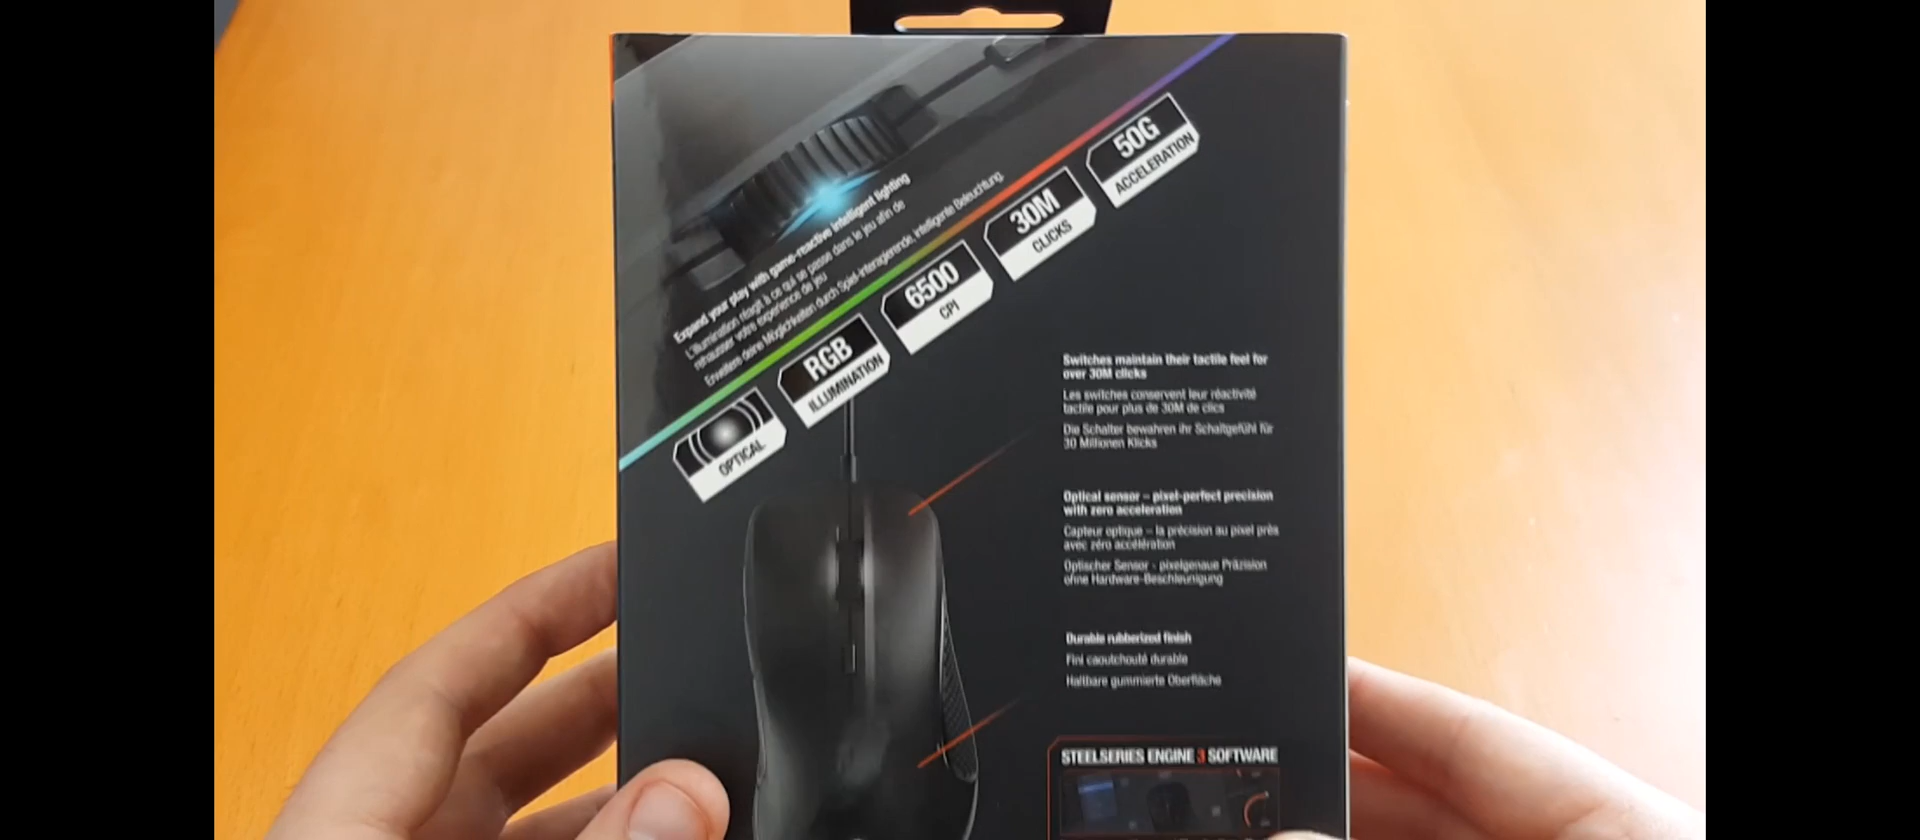 Expand your play with game-reactive intelligent lighting
L'illumination réagit à ce qui se passe dans le jeu afin de
rehausser votre experience de jeu
Erweitere deine Möglichkeiten durch Spiel-interagierende, intelligente Beleuchtung.
50G
ACCELERATION
30M
CLICKS
6500
CPI
RGB
ILLUMINATION
OPTICAL
Switches maintain their tactile feel for
over 30M clicks
Les switches conservent leur réactivité
tactile pour plus de 30M de clics
Die Schalter bewahren ihr Schaltgefühl für
30 Millionen Klicks
Optical sensor – pixel-perfect precision
with zero acceleration
Capteur optique – la précision au pixel près
avec zéro accélération
Optischer Sensor - pixelgenaue Präzision
ohne Hardware-Beschleunigung
Durable rubberized finish
Fini caoutchouté durable
Haltbare gummierte Oberfläche
STEELSERIES ENGINE 3 SOFTWARE